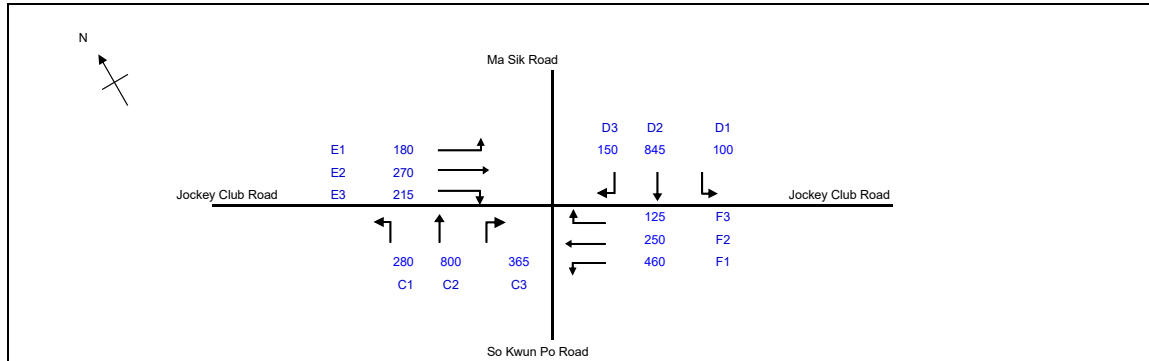 N
Ma Sik Road
D3 D2 D1
E1 180 150 845 100
E2 270
E3 215
Jockey Club Road Jockey Club Road
125 F3
250 F2
280 800 365 460 F1
C1 C2 C3
So Kwun Po Road